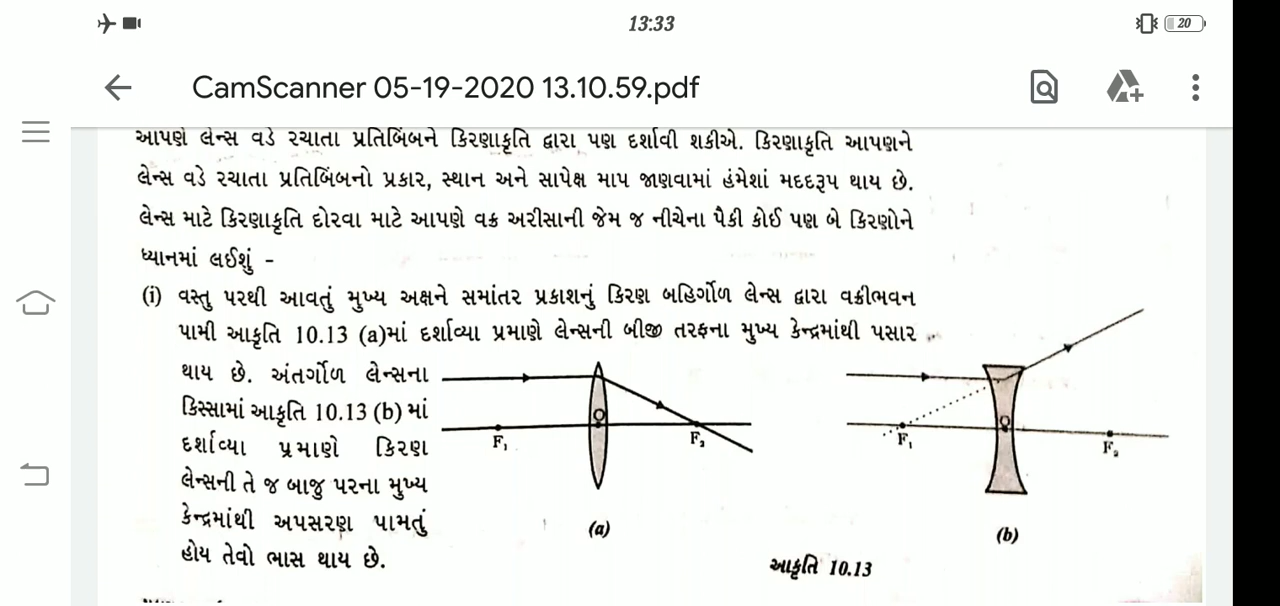 13:33
20
CamScanner 05-19-2020 13.10.59.pdf
આપણે લેન્સ વડે રચાતા પ્રતિબિંબને કિરણાકૃતિ દ્વારા પણ દર્શાવી શકીએ. કિરણાકૃતિ આપણને
લેન્સ વડે રચાતા પ્રતિબિંબનો પ્રકાર, સ્થાન અને સાપેક્ષ માપ જાણવામાં હંમેશાં મદદરૂપ થાય છે.
લેન્સ માટે કિરણાકૃતિ દોરવા માટે આપણે વક્ર અરીસાની જેમ જ નીચેના પૈકી કોઈ પણ બે કિરણોને
ધ્યાનમાં લઈશું -
(i) વસ્તુ પરથી આવતું મુખ્ય અક્ષને સમાંતર પ્રકાશનું કિરણ બહિર્ગોળ લેન્સ દ્વારા વક્રીભવન
પામી આકૃતિ 10.13 (a)માં દર્શાવ્યા પ્રમાણે લેન્સની બીજી તરફના મુખ્ય કેન્દ્રમાંથી પસાર
થાય છે. અંતર્ગોળ લેન્સના
કિસ્સામાં આકૃતિ 10.13 (b) માં
દર્શાવ્યા પ્રમાણે કિરણ
લેન્સની તે જ બાજુ પરના મુખ્ય
કેન્દ્રમાંથી અપસરણ પામતું
હોય તેવો ભાસ થાય છે.
O
F₁
F₂
(a)
O
F₁
F₂
(b)
આકૃતિ 10.13